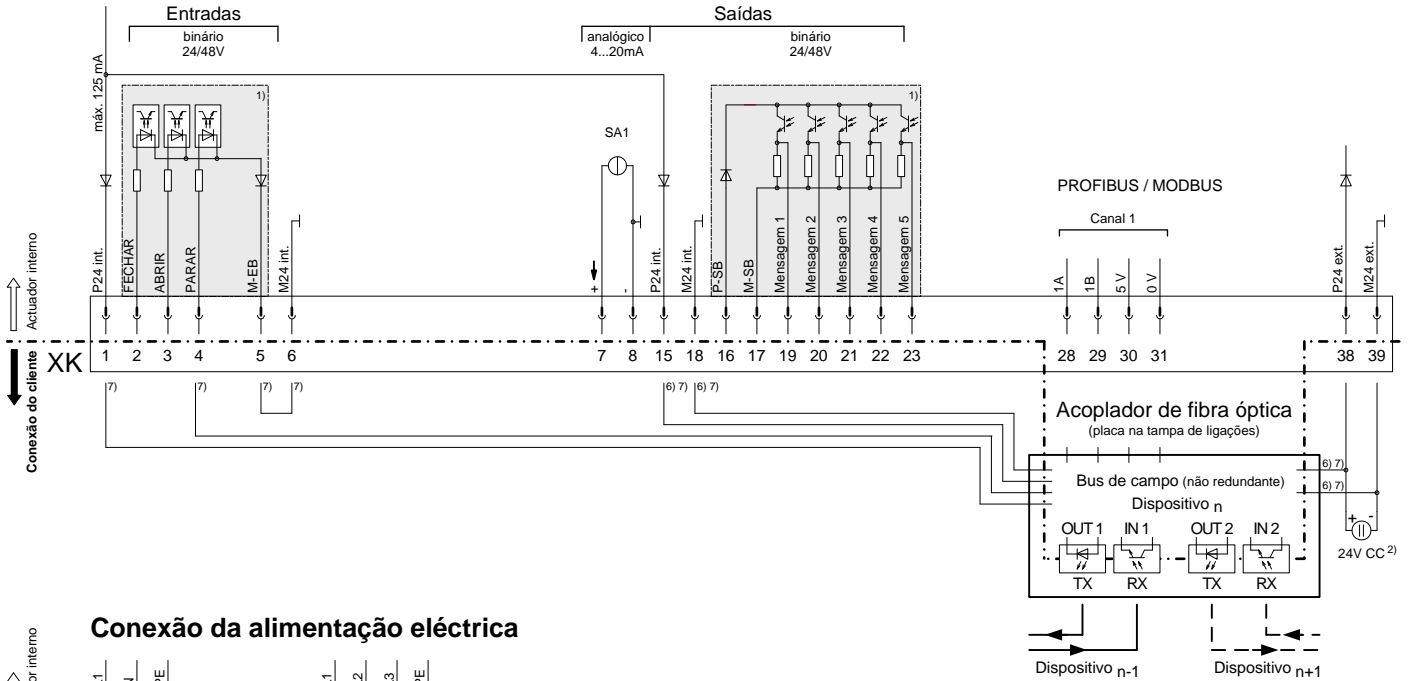 Entradas
Saídas
binário
24/48V
analógico
4...20mA
binário
24/48V
máx. 125 mA
1)
1)
SA1
PROFIBUS / MODBUS
Canal 1
Actuador interno
P24 int.
FECHAR
ABRIR
PARAR
M-EB
M24 int.
+
-
P24 int.
M24 int.
P-SB
M-SB
Mensagem 1
Mensagem 2
Mensagem 3
Mensagem 4
Mensagem 5
1A
1B
5 V
0 V
P24 ext.
M24 ext.
Conexão do cliente
XK 1 2 3 4 5 6 7 8 15 18 16 17 19 20 21 22 23 28 29 30 31 38 39
7) 7) 7) 7) 6) 7) 6) 7)
Acoplador de fibra óptica
(placa na tampa de ligações)
6) 7)
Bus de campo (não redundante)
6) 7)
Dispositivo n
OUT 1 IN 1 OUT 2 IN 2
+ -
24V CC 2)
TX RX TX RX
Dispositivo n-1
Dispositivo n+1
Conexão da alimentação eléctrica